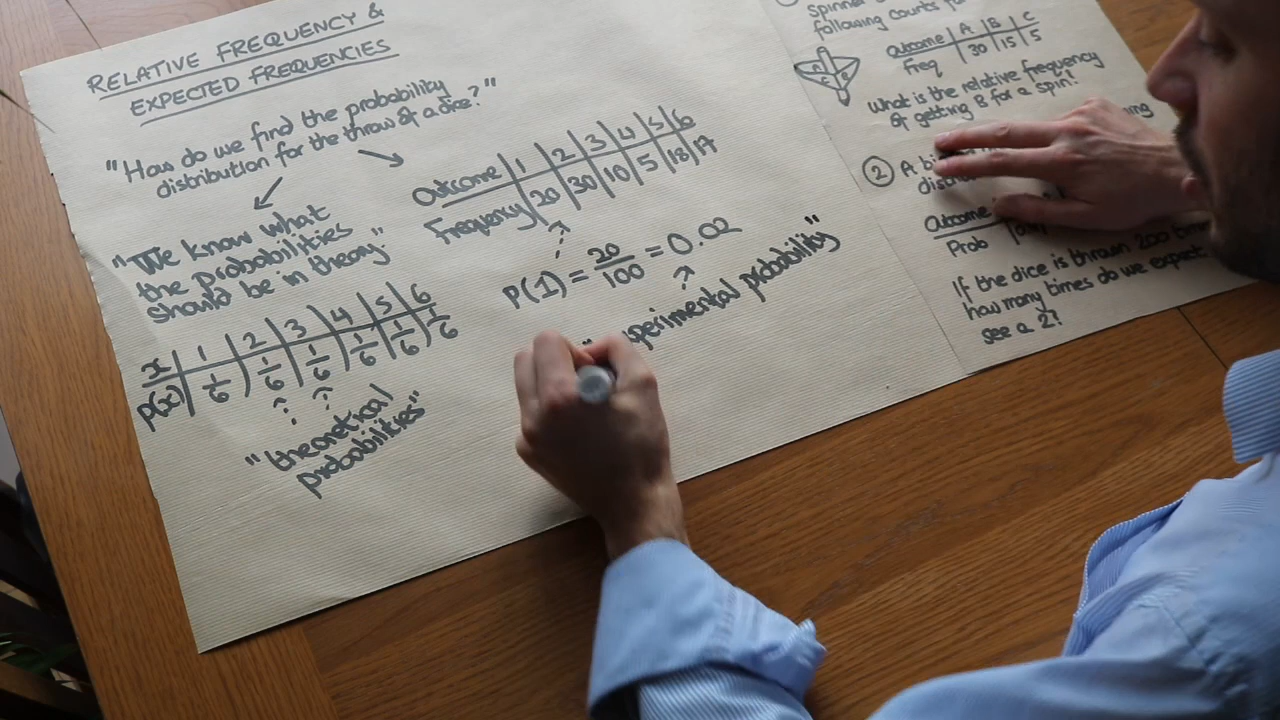 RELATIVE FREQUENCY &
EXPECTED FREQUENCIES
"How do we find the probability
distribution for the throw of a dice?"
"We know what
the probabilities
should be in theory."
x | 1 | 2 | 3 | 4 | 5 | 6
P(x) | 1/6 | 1/6 | 1/6 | 1/6 | 1/6 | 1/6
"theoretical
probabilities"
Outcome | 1 | 2 | 3 | 4 | 5 | 6
Frequency | 20 | 30 | 10 | 5 | 18 | 17
P(1) = 20/100 = 0.02
probability"
spinner
following counts
Outcome | A | B | C
Freq | 30 | 15 | 5
A
C
B
What is the relative frequency
of getting B for a spin?
② A
Outcome
Prob
If the dice is thrown 200
how many times do we expect
see a 2?